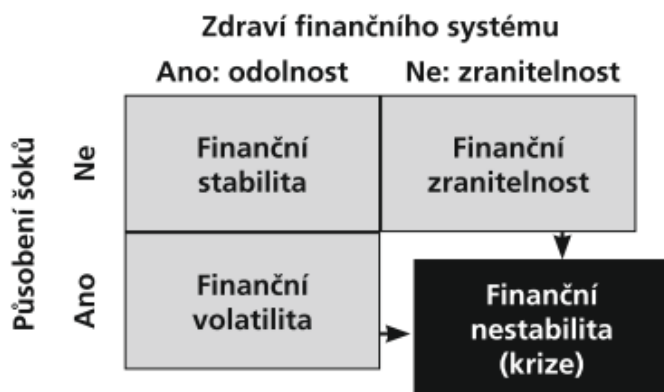 Zdraví finančního systému
Ano: odolnost
Ne: zranitelnost
Působení šoků
Ne
Finanční
stabilita
Finanční
zranitelnost
Ano
Finanční
volatilita
Finanční
nestabilita
(krize)